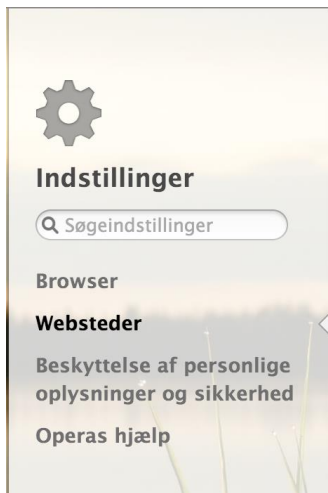 Indstillinger
Søgeindstillinger
Browser
Websteder
Beskyttelse af personlige
oplysninger og sikkerhed
Operas hjælp